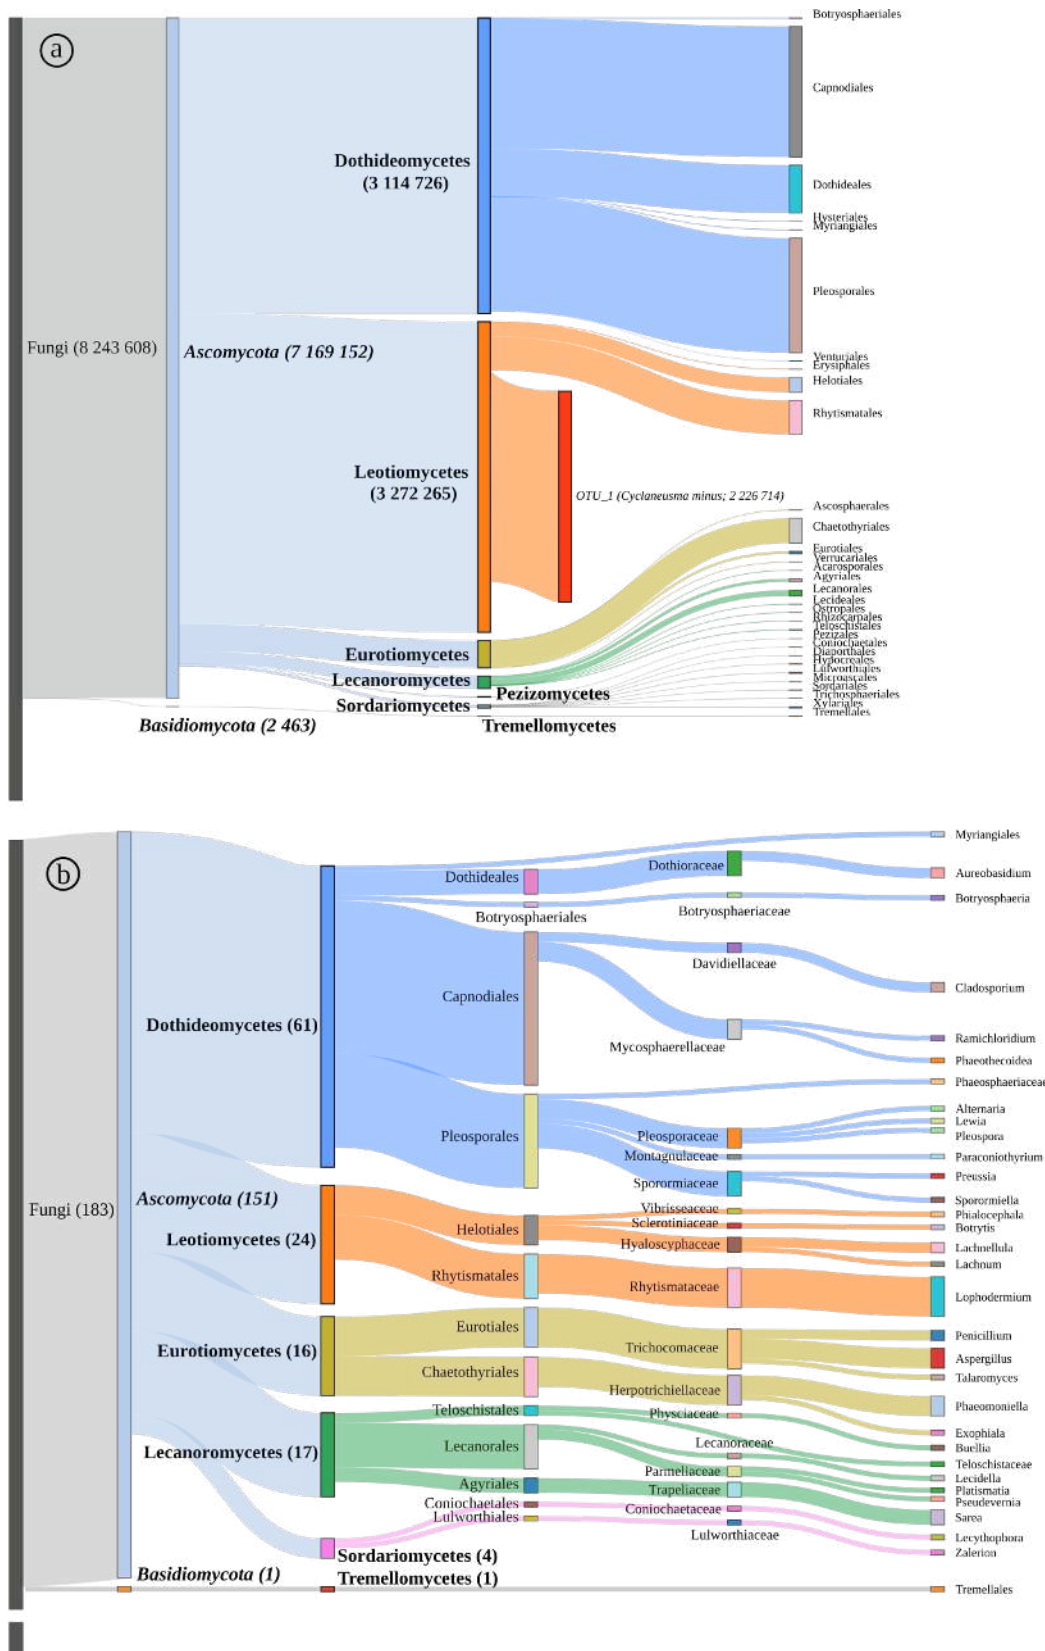 a
Botryosphaeriales
Capnodiales
Dothideomycetes
(3 114 726)
Dothideales
Hysteriales
Myriangiales
Pleosporales
Fungi (8 243 608)
Ascomycota (7 169 152)
Venturiales
Erysiphales
Helotiales
Rhytismatales
Leotiomycetes
(3 272 265)
OTU_1 (Cyclaneusma minus; 2 226 714)
Ascosphaerales
Chaetothyriales
Eurotiales
Verrucariales
Acarosporales
Agyriales
Lecanorales
Lecideales
Ostropales
Rhizocarpales
Teloschistales
Pezizales
Coniochaetales
Diaporthales
Hypocreales
Lulworthiales
Microascales
Sordariales
Trichosphaeriales
Xylariales
Tremellales
Eurotiomycetes
Lecanoromycetes
Pezizomycetes
Sordariomycetes
Basidiomycota (2 463)
Tremellomycetes
b
Myriangiales
Dothideales
Dothioraceae
Aureobasidium
Botryosphaeriales
Botryosphaeriaceae
Botryosphaeria
Davidiellaceae
Capnodiales
Cladosporium
Dothideomycetes (61)
Mycosphaerellaceae
Ramichloridium
Phaeothecoidea
Phaeosphaeriaceae
Alternaria
Lewia
Pleospora
Pleosporales
Pleosporaceae
Montagnulaceae
Paraconiothyrium
Sporormiaceae
Preussia
Sporormiella
Fungi (183)
Ascomycota (151)
Vibrisseaceae
Phialocephala
Helotiales
Sclerotiniaceae
Botrytis
Leotiomycetes (24)
Hyaloscyphaceae
Lachnellula
Lachnum
Rhytismatales
Rhytismataceae
Lophodermium
Eurotiales
Penicillium
Eurotiomycetes (16)
Trichocomaceae
Aspergillus
Chaetothyriales
Talaromyces
Herpotrichiellaceae
Phaeomoniella
Teloschistales
Physciaceae
Exophiala
Lecanoromycetes (17)
Lecanorales
Lecanoraceae
Buellia
Teloschistaceae
Parmeliaceae
Lecidella
Agyriales
Trapeliaceae
Platismatia
Pseudevernia
Coniochaetales
Coniochaetaceae
Sarea
Lulworthiales
Lulworthiaceae
Lecythophora
Sordariomycetes (4)
Zalerion
Basidiomycota (1)
Tremellomycetes (1)
Tremellales